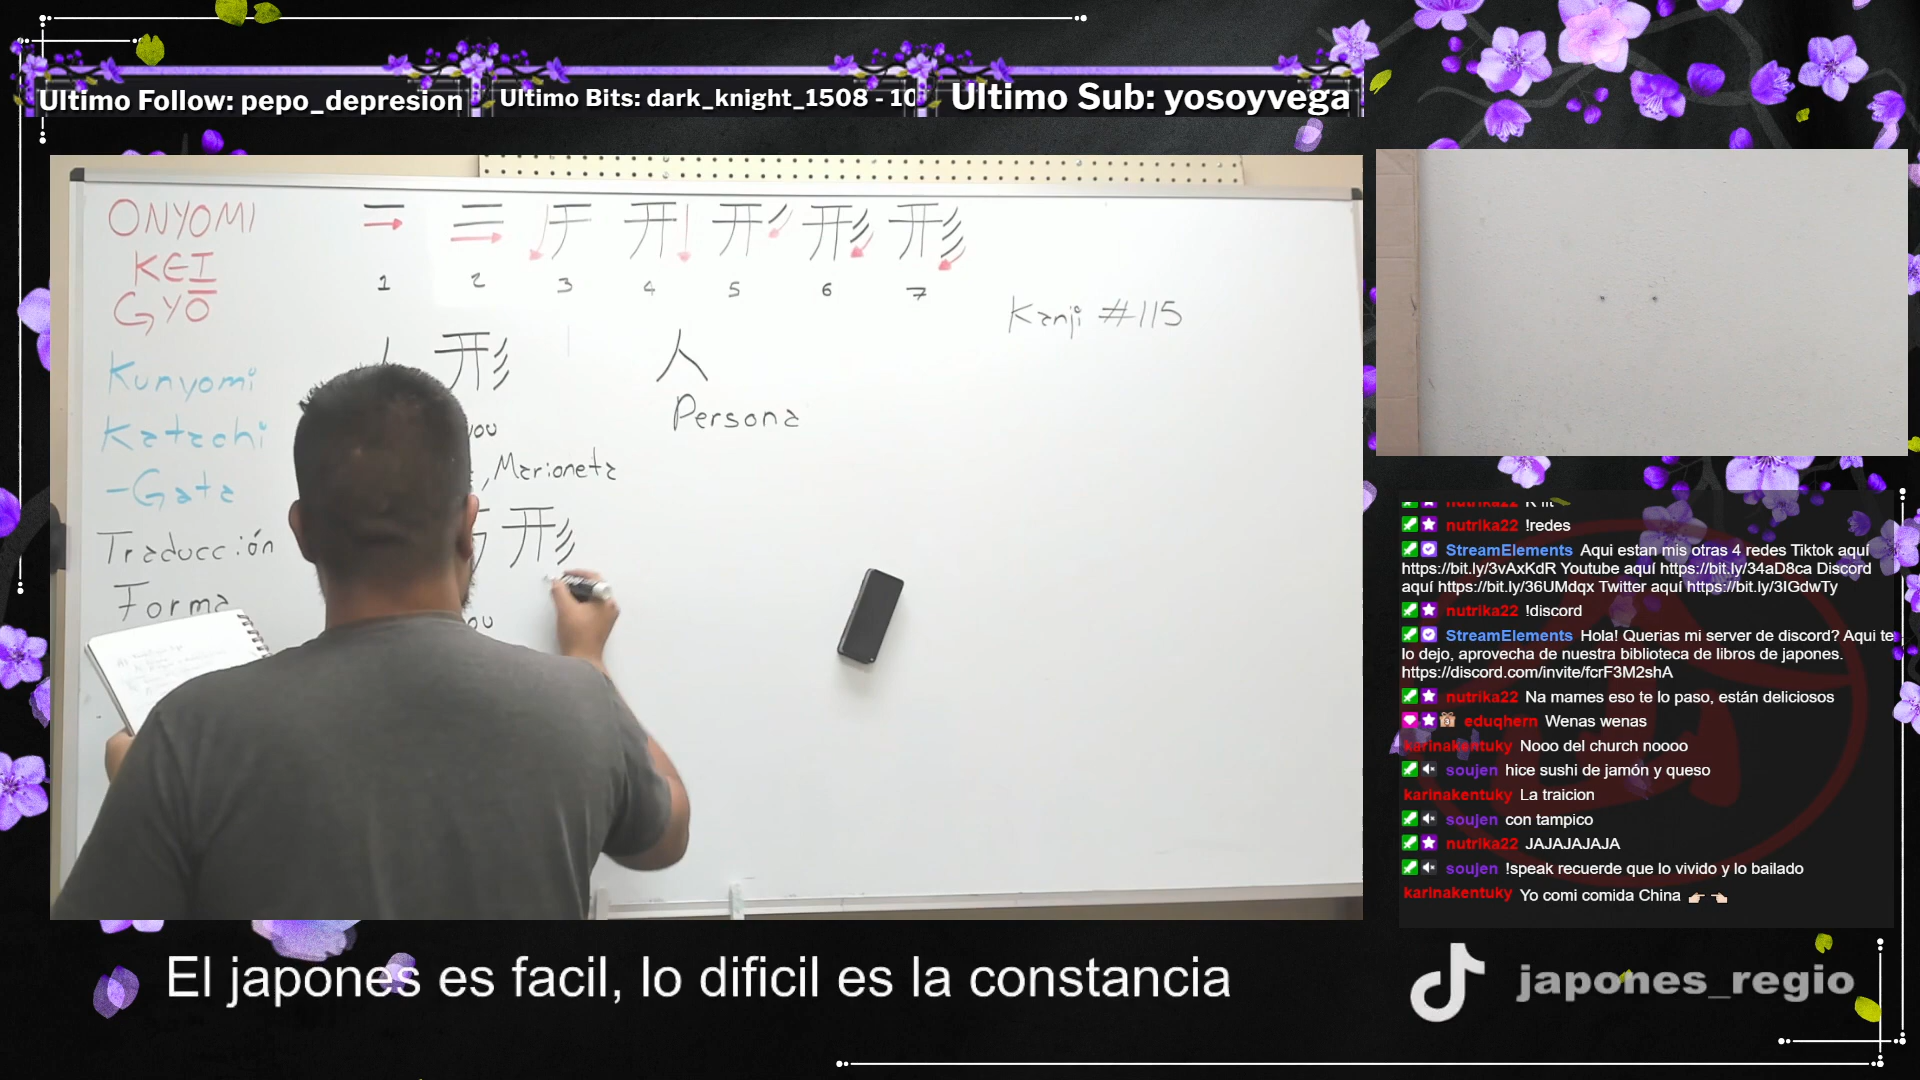 Ultimo Follow: pepo_depresion
Ultimo Bits: dark_knight_1508 - 10
Ultimo Sub: yosoyvega
ONYOMI
KEI
GYO
Kunyomi
Katachi
-Gata
Traducción
Forma
一 二 开 形
1 2 3 4 5 6 7
Kanji #115
形
人
Persona
you
, Marioneta
形
ou
nutrika22 !redes
StreamElements Aqui estan mis otras 4 redes Tiktok aquí
https://bit.ly/3vAxKdR Youtube aquí https://bit.ly/34aD8ca Discord
aquí https://bit.ly/36UMdqx Twitter aquí https://bit.ly/3IGdwTy
nutrika22 !discord
StreamElements Hola! Querias mi server de discord? Aqui te
lo dejo, aprovecha de nuestra biblioteca de libros de japones.
https://discord.com/invite/fcrF3M2shA
nutrika22 Na mames eso te lo paso, están deliciosos
eduqhern Wenas wenas
karinakentuky Nooo del church noooo
soujen hice sushi de jamón y queso
karinakentuky La traicion
soujen con tampico
nutrika22 JAJAJAJAJA
soujen !speak recuerde que lo vivido y lo bailado
karinakentuky Yo comi comida China
El japones es facil, lo dificil es la constancia
japones_regio